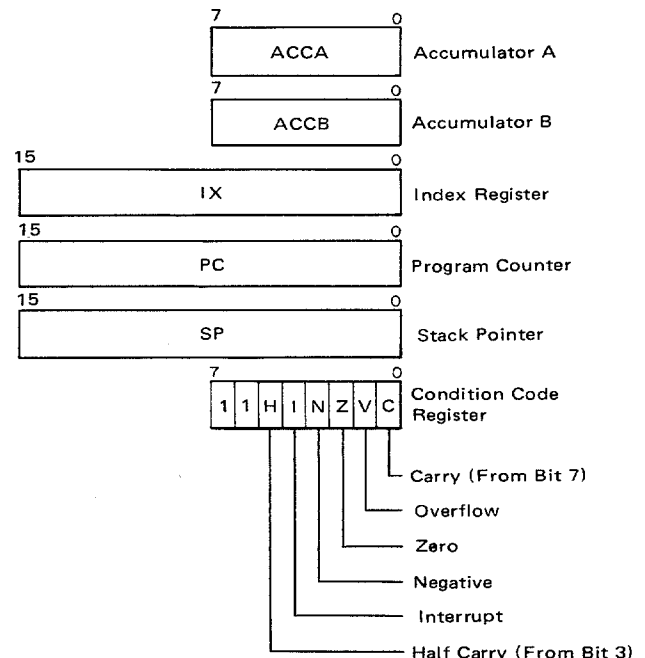 7 0
ACCA Accumulator A
7 0
ACCB Accumulator B
15 0
IX Index Register
15 0
PC Program Counter
15 0
SP Stack Pointer
7 0
1 1 H I N Z V C Condition Code
Register
Carry (From Bit 7)
Overflow
Zero
Negative
Interrupt
Half Carry (From Bit 3)